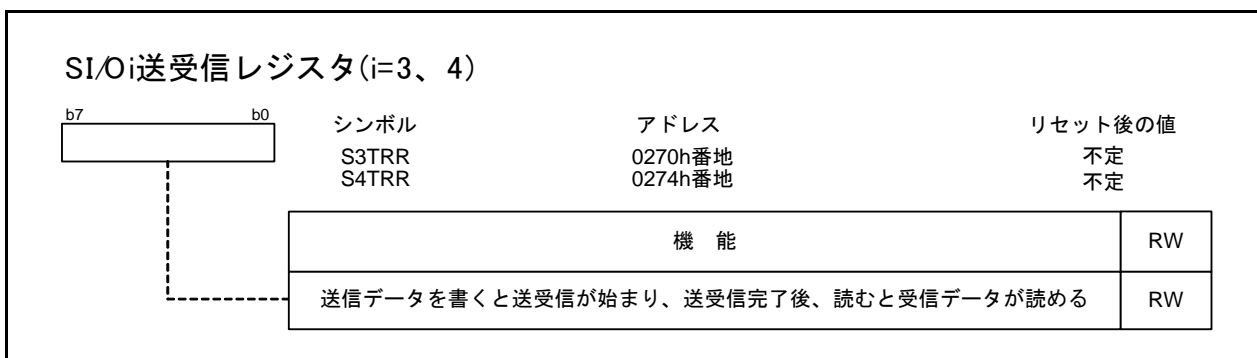 SI/Oi送受信レジスタ(i=3、4)
b7 b0
シンボル アドレス リセット後の値
S3TRR 0270h番地 不定
S4TRR 0274h番地 不定
機 能 RW
送信データを書くと送受信が始まり、送受信完了後、読むと受信データが読める RW